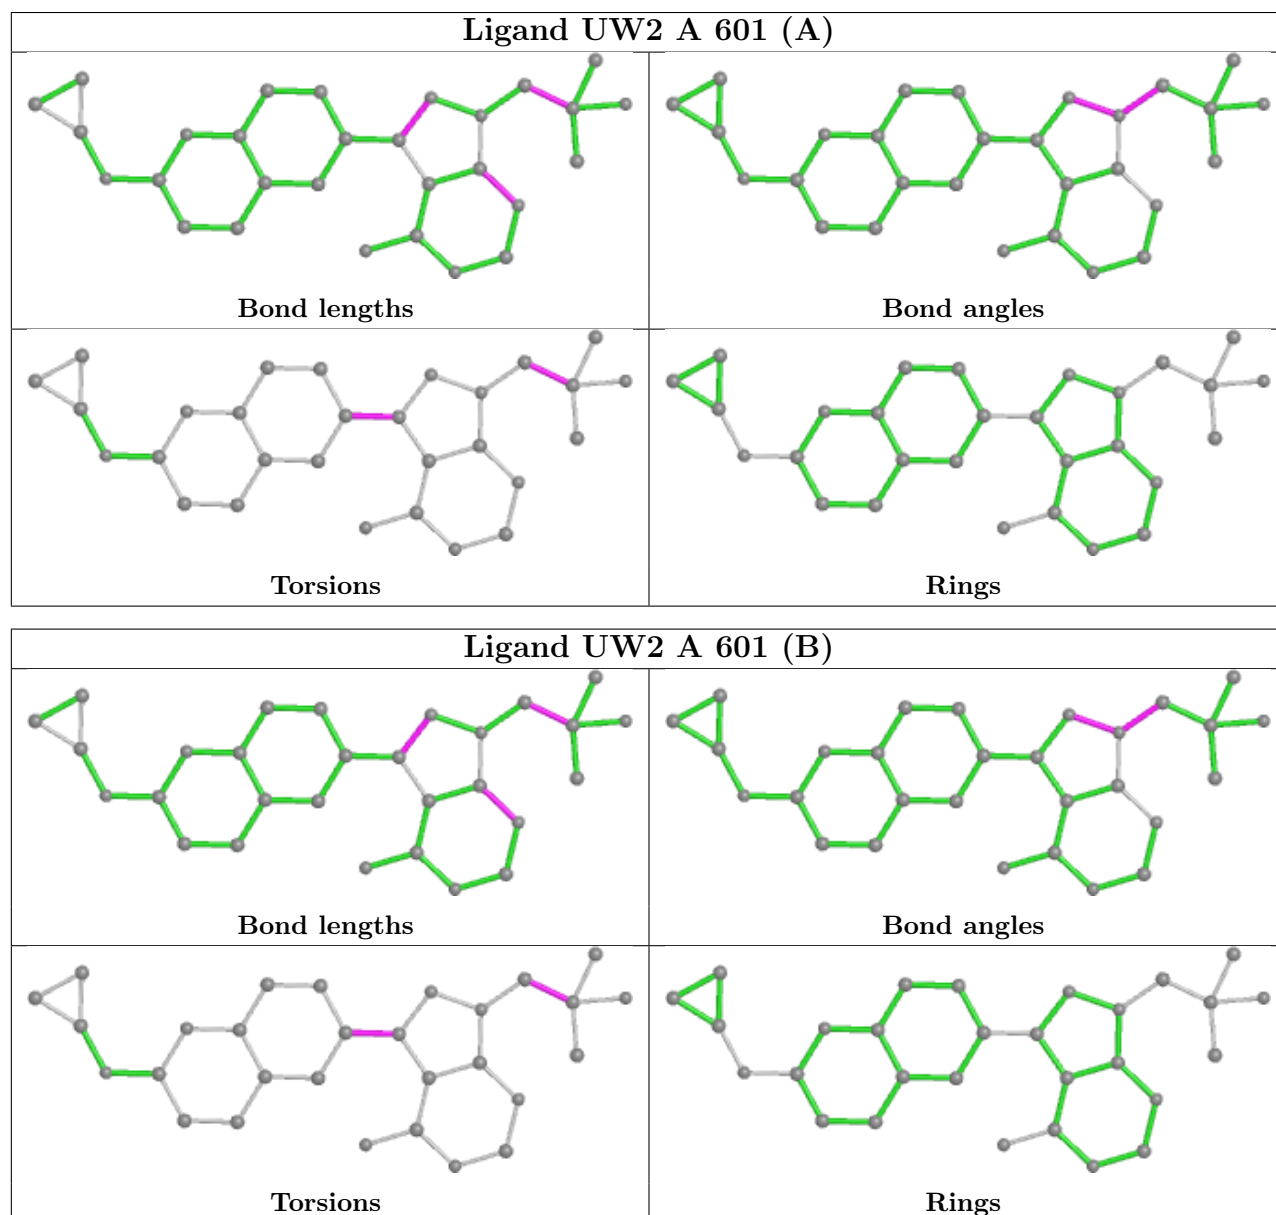 Ligand UW2 A 601 (A)
Bond lengths
Bond angles
Torsions
Rings
Ligand UW2 A 601 (B)
Bond lengths
Bond angles
Torsions
Rings